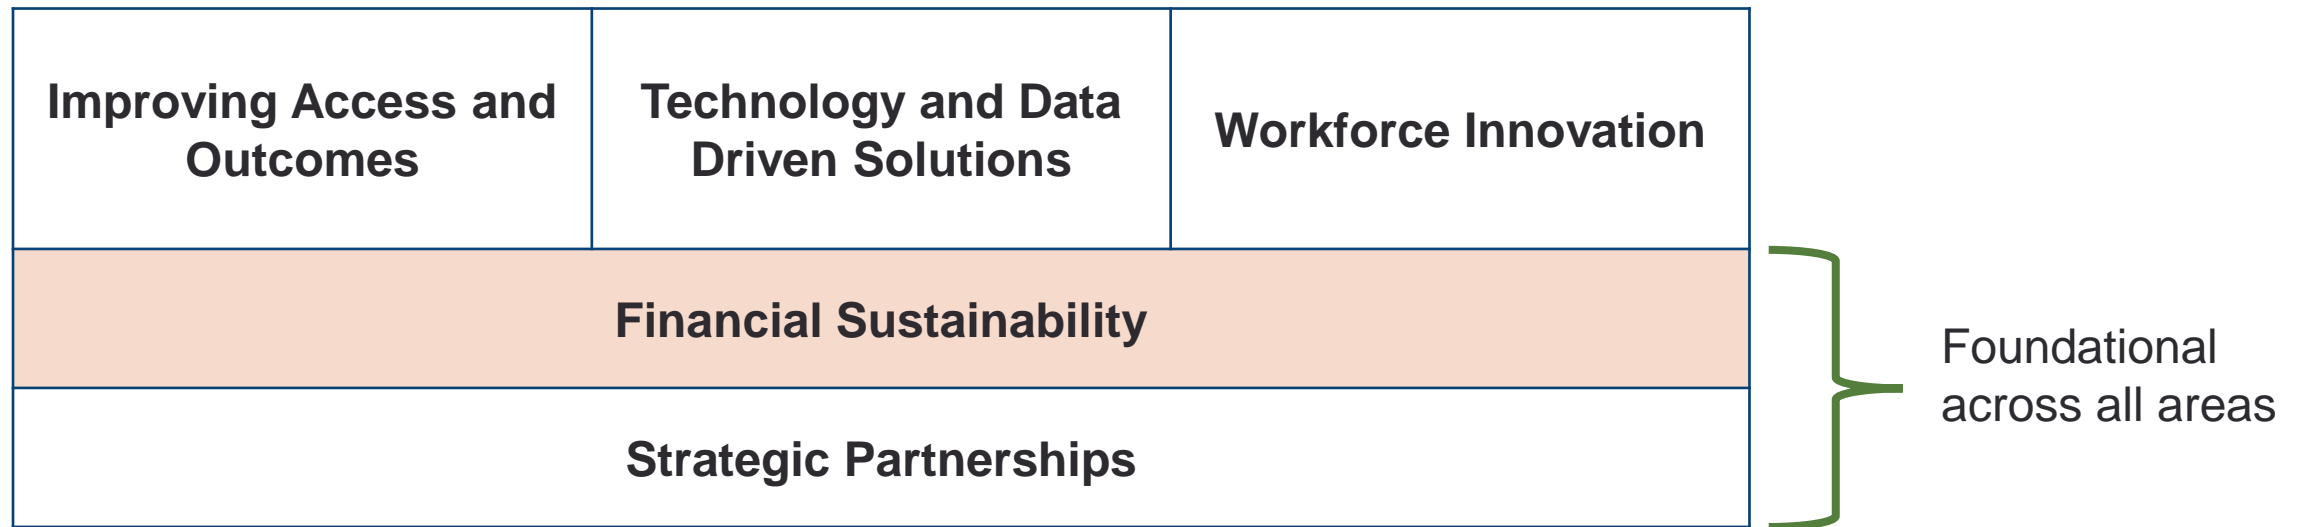 Improving Access and
Outcomes
Technology and Data
Driven Solutions
Workforce Innovation
Financial Sustainability
Strategic Partnerships
Foundational
across all areas